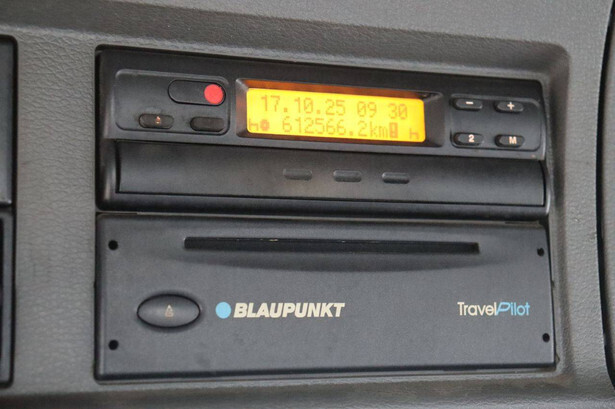 17.10.25 09 30
612566.2km
- +
2 M
BLAUPUNKT TravelPilot